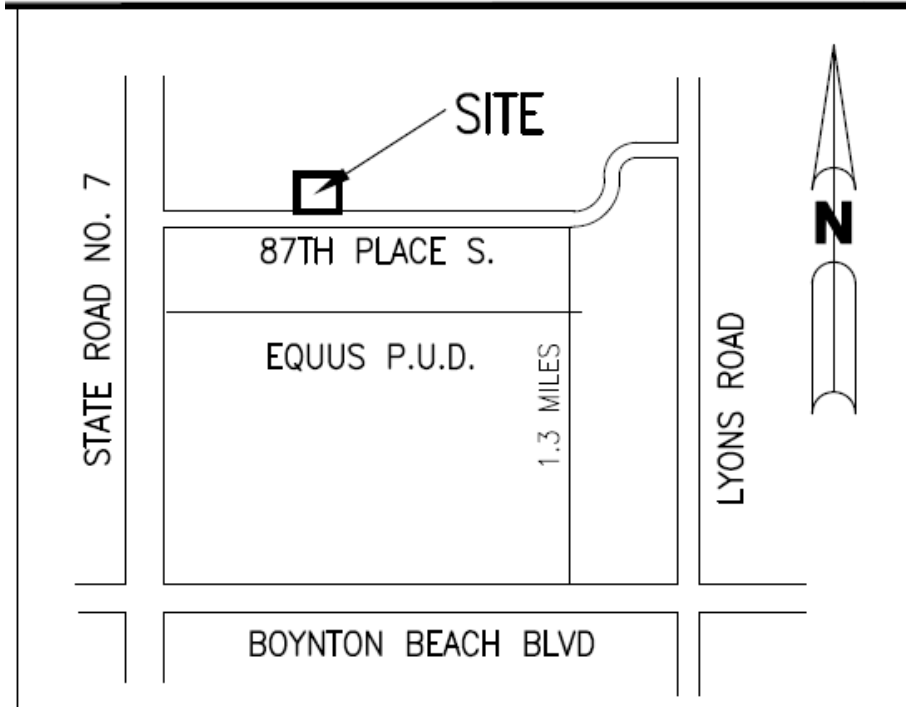 SITE
STATE ROAD NO. 7
N
87TH PLACE S.
EQUUS P.U.D.
1.3 MILES
LYONS ROAD
BOYNTON BEACH BLVD